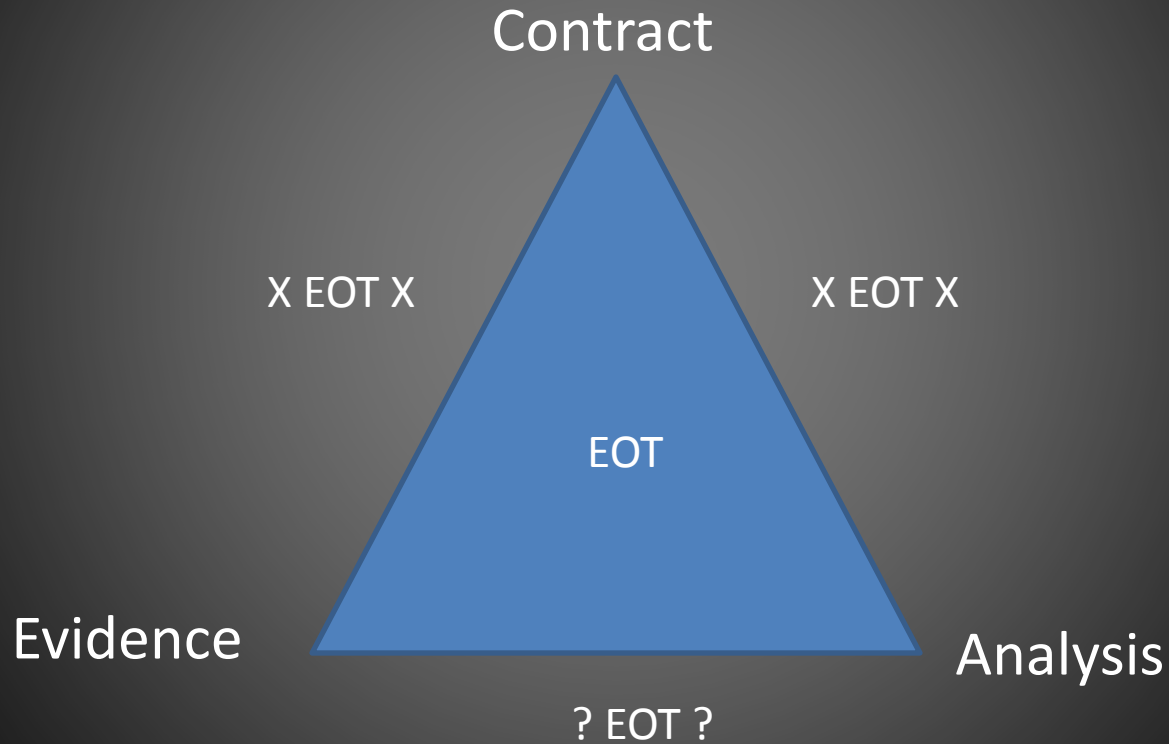 Contract
X EOT X
X EOT X
EOT
Evidence
Analysis
? EOT ?